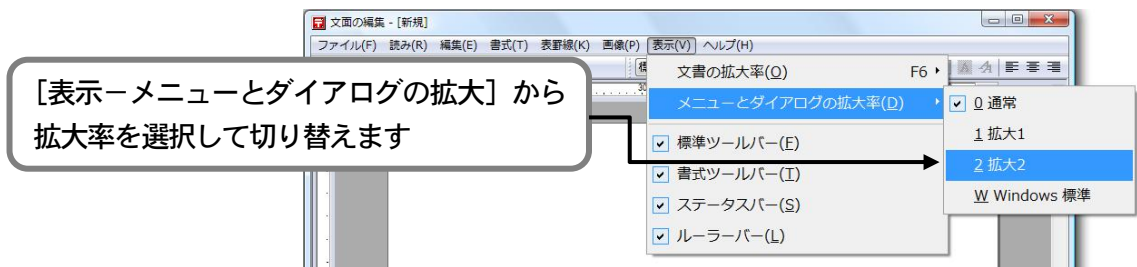 文面の編集 - [新規]
ファイル(F) 読み(R) 編集(E) 書式(T) 表罫線(K) 画像(P) 表示(V) ヘルプ(H)
[表示－メニューとダイアログの拡大] から
拡大率を選択して切り替えます
文書の拡大率(O) F6
メニューとダイアログの拡大率(D)
標準ツールバー(F)
書式ツールバー(T)
ステータスバー(S)
ルーラーバー(L)
0 通常
1 拡大1
2 拡大2
W Windows 標準